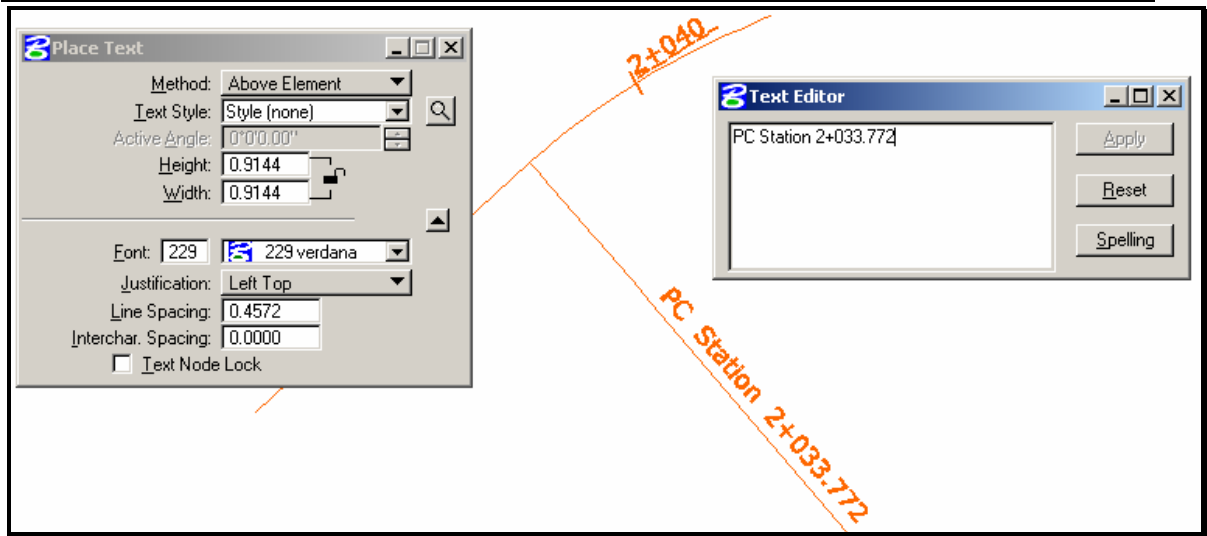 Place Text
Method: Above Element
Text Style: Style (none)
Active Angle: 0°0'0.00"
Height: 0.9144
Width: 0.9144
Font: 229 229 verdana
Justification: Left Top
Line Spacing: 0.4572
Interchar. Spacing: 0.0000
Text Node Lock
2+040
PC Station 2+033.772
Text Editor
PC Station 2+033.772
Apply
Reset
Spelling